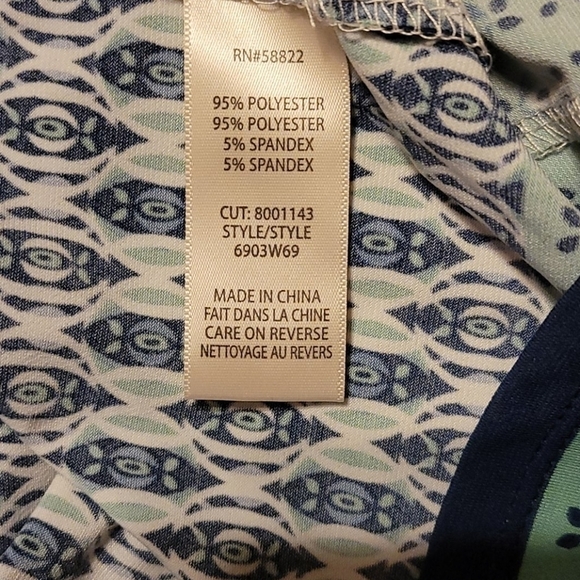 RN#58822
95% POLYESTER
95% POLYESTER
5% SPANDEX
5% SPANDEX
CUT: 8001143
STYLE/STYLE
6903W69
MADE IN CHINA
FAIT DANS LA CHINE
CARE ON REVERSE
NETTOYAGE AU REVERS